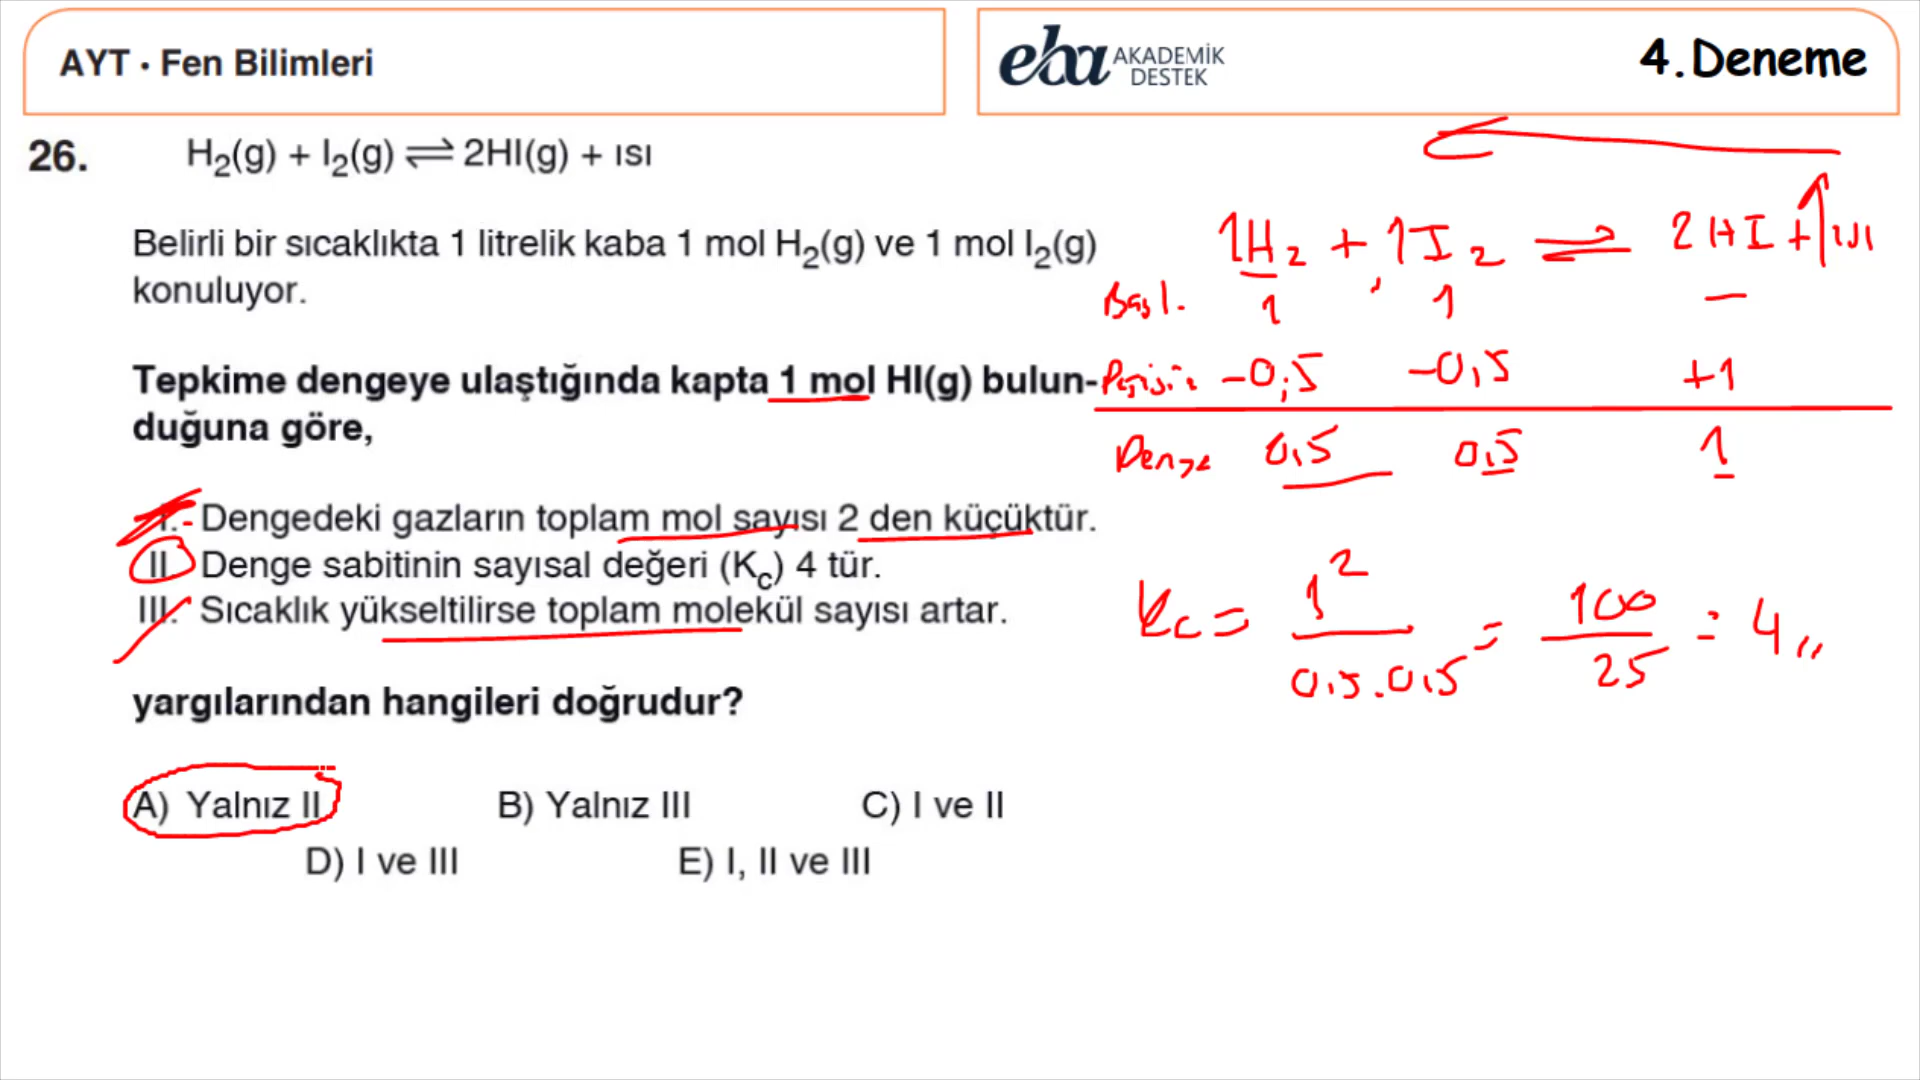 AYT • Fen Bilimleri
eba AKADEMİK DESTEK
4.Deneme
26. H₂(g) + I₂(g) ⇌ 2HI(g) + ısı
Belirli bir sıcaklıkta 1 litrelik kaba 1 mol H₂(g) ve 1 mol I₂(g)
konuluyor.
Tepkime dengeye ulaştığında kapta 1 mol HI(g) bulun-
duğuna göre,
I. Dengedeki gazların toplam mol sayısı 2 den küçüktür.
II. Denge sabitinin sayısal değeri (K꜀) 4 tür.
III. Sıcaklık yükseltilirse toplam molekül sayısı artar.
yargılarından hangileri doğrudur?
A) Yalnız II B) Yalnız III C) I ve II
D) I ve III E) I, II ve III
1H₂ + 1I₂ ⇌ 2HI + ısı
Başl. 1 1 —
-0,5 -0,5 +1
Denge 0,5 0,5 1
Kc = 1² / 0,5.0,5 = 100 / 25 = 4,,